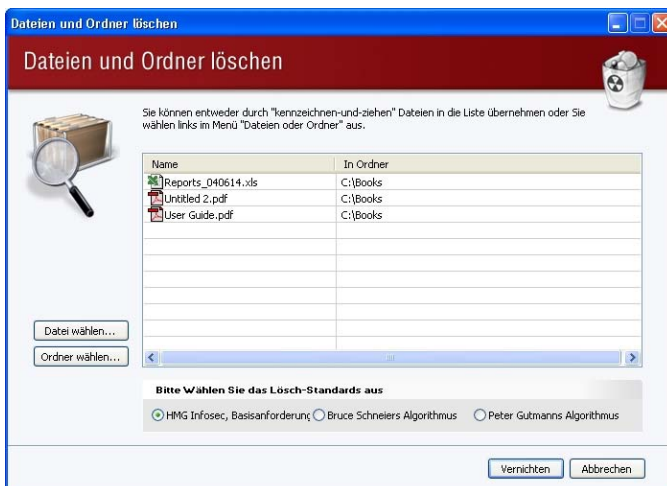 Dateien und Ordner löschen
Dateien und Ordner löschen
Sie können entweder durch "kennzeichnen-und-ziehen" Dateien in die Liste übernehmen oder Sie
wählen links im Menü "Dateien oder Ordner" aus.
Name In Ordner
Reports_040614.xls C:\Books
Untitled 2.pdf C:\Books
User Guide.pdf C:\Books
Datei wählen...
Ordner wählen...
Bitte Wählen Sie das Lösch-Standards aus
HMG Infosec, Basisanforderung Bruce Schneiers Algorithmus Peter Gutmanns Algorithmus
Vernichten Abbrechen